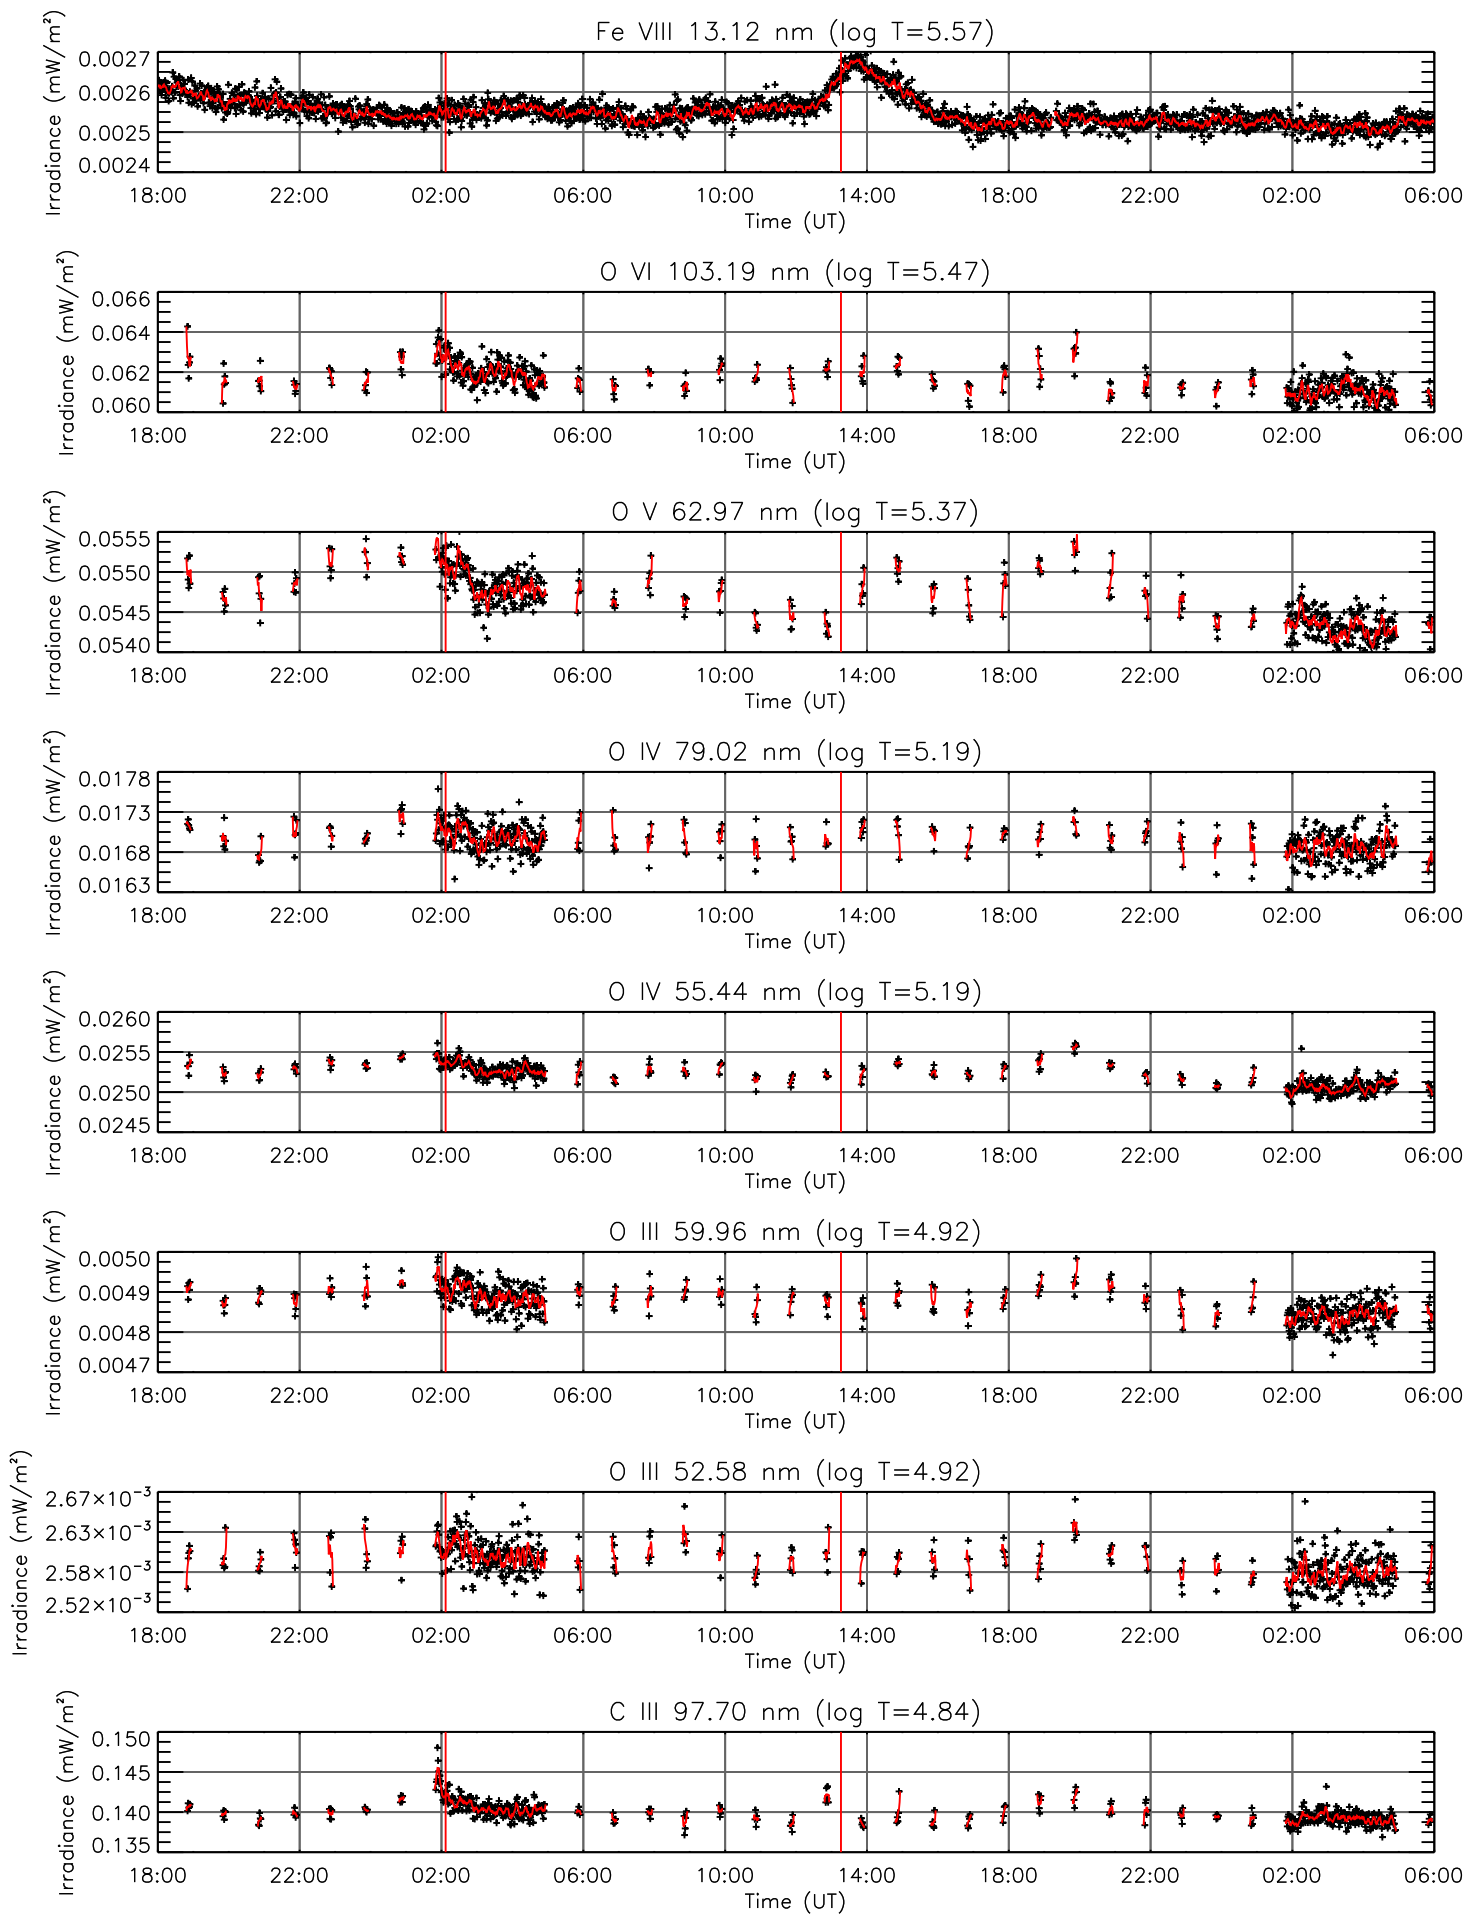 Fe VIII 13.12 nm (log T=5.57)
Irradiance (mW/m²)
0.0027
0.0026
0.0025
0.0024
18:00 22:00 02:00 06:00 10:00 14:00 18:00 22:00 02:00 06:00
Time (UT)
O VI 103.19 nm (log T=5.47)
Irradiance (mW/m²)
0.066
0.064
0.062
0.060
18:00 22:00 02:00 06:00 10:00 14:00 18:00 22:00 02:00 06:00
Time (UT)
O V 62.97 nm (log T=5.37)
Irradiance (mW/m²)
0.0555
0.0550
0.0545
0.0540
18:00 22:00 02:00 06:00 10:00 14:00 18:00 22:00 02:00 06:00
Time (UT)
O IV 79.02 nm (log T=5.19)
Irradiance (mW/m²)
0.0178
0.0173
0.0168
0.0163
18:00 22:00 02:00 06:00 10:00 14:00 18:00 22:00 02:00 06:00
Time (UT)
O IV 55.44 nm (log T=5.19)
Irradiance (mW/m²)
0.0260
0.0255
0.0250
0.0245
18:00 22:00 02:00 06:00 10:00 14:00 18:00 22:00 02:00 06:00
Time (UT)
O III 59.96 nm (log T=4.92)
Irradiance (mW/m²)
0.0050
0.0049
0.0048
0.0047
18:00 22:00 02:00 06:00 10:00 14:00 18:00 22:00 02:00 06:00
Time (UT)
O III 52.58 nm (log T=4.92)
Irradiance (mW/m²)
2.67×10⁻³
2.63×10⁻³
2.58×10⁻³
2.52×10⁻³
18:00 22:00 02:00 06:00 10:00 14:00 18:00 22:00 02:00 06:00
Time (UT)
C III 97.70 nm (log T=4.84)
Irradiance (mW/m²)
0.150
0.145
0.140
0.135
18:00 22:00 02:00 06:00 10:00 14:00 18:00 22:00 02:00 06:00
Time (UT)